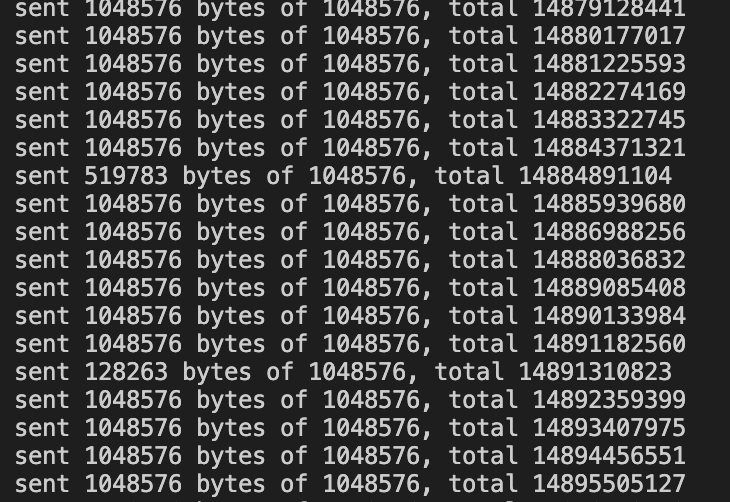 sent 1048576 bytes of 1048576, total 14879128441
sent 1048576 bytes of 1048576, total 14880177017
sent 1048576 bytes of 1048576, total 14881225593
sent 1048576 bytes of 1048576, total 14882274169
sent 1048576 bytes of 1048576, total 14883322745
sent 1048576 bytes of 1048576, total 14884371321
sent 519783 bytes of 1048576, total 14884891104
sent 1048576 bytes of 1048576, total 14885939680
sent 1048576 bytes of 1048576, total 14886988256
sent 1048576 bytes of 1048576, total 14888036832
sent 1048576 bytes of 1048576, total 14889085408
sent 1048576 bytes of 1048576, total 14890133984
sent 1048576 bytes of 1048576, total 14891182560
sent 128263 bytes of 1048576, total 14891310823
sent 1048576 bytes of 1048576, total 14892359399
sent 1048576 bytes of 1048576, total 14893407975
sent 1048576 bytes of 1048576, total 14894456551
sent 1048576 bytes of 1048576, total 14895505127